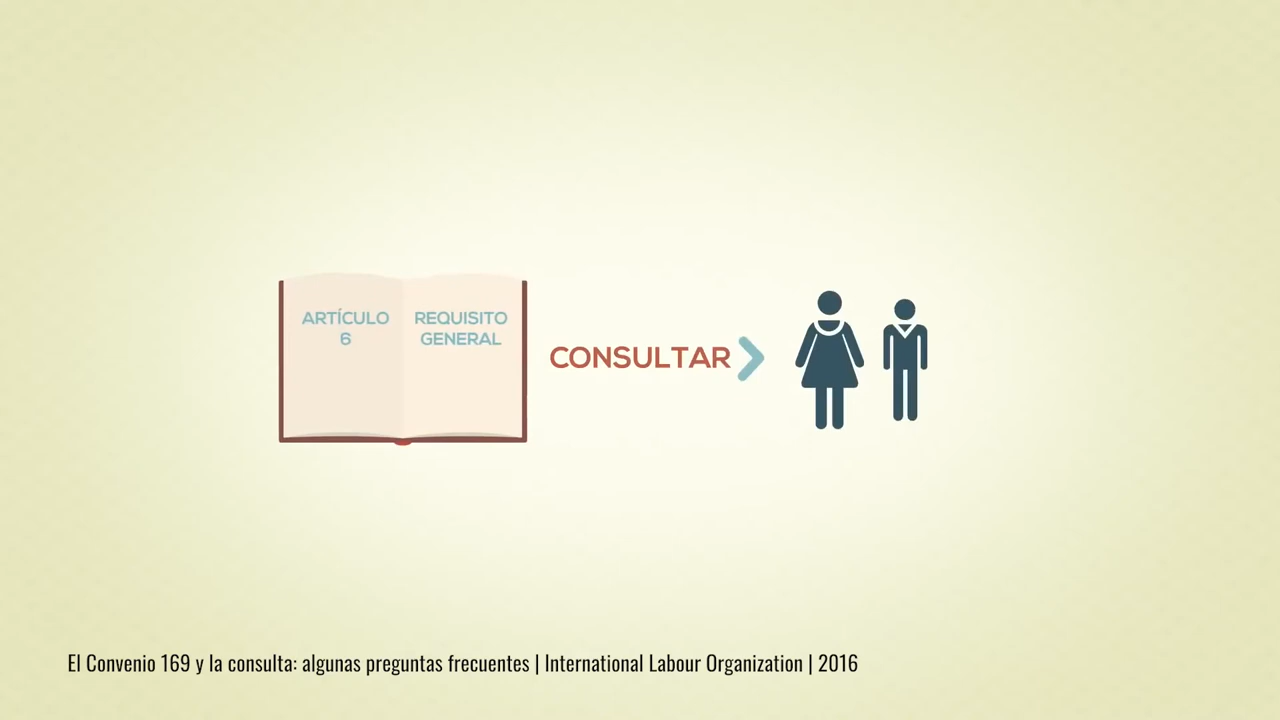 ARTÍCULO
6
REQUISITO
GENERAL
CONSULTAR
El Convenio 169 y la consulta: algunas preguntas frecuentes | International Labour Organization | 2016